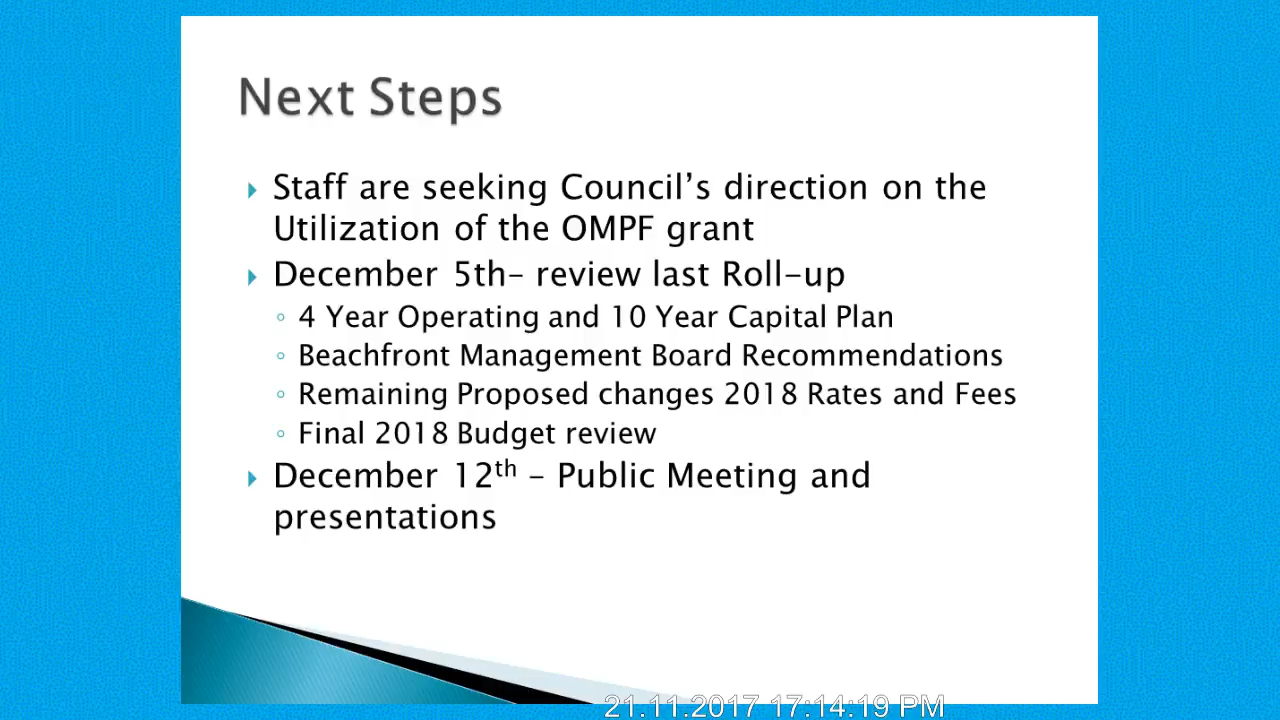 Next Steps
Staff are seeking Council’s direction on the
Utilization of the OMPF grant
December 5th– review last Roll-up
4 Year Operating and 10 Year Capital Plan
Beachfront Management Board Recommendations
Remaining Proposed changes 2018 Rates and Fees
Final 2018 Budget review
December 12th – Public Meeting and
presentations
21.11.2017 17:14:19 PM